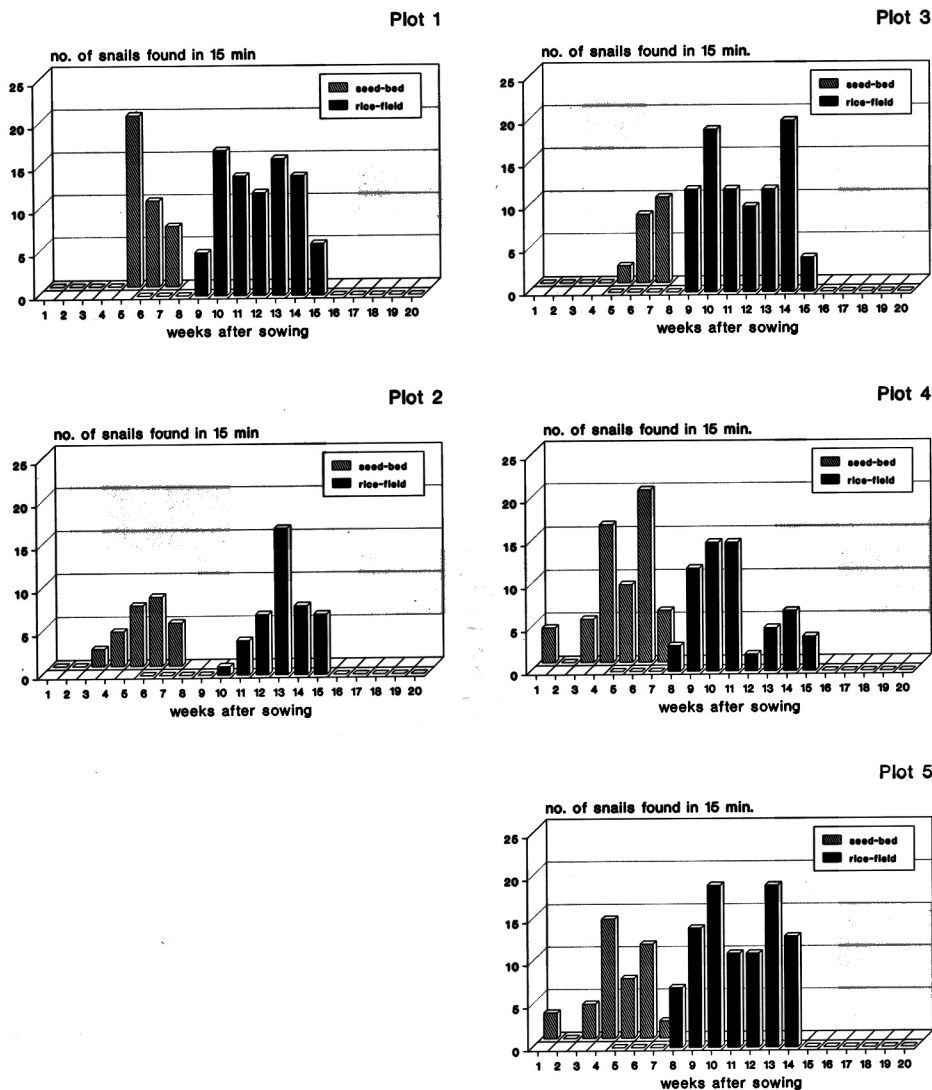 Plot 1
no. of snails found in 15 min
seed-bed
rice-field
25
20
15
10
5
0
1 2 3 4 5 6 7 8 9 10 11 12 13 14 15 16 17 18 19 20
weeks after sowing
Plot 2
no. of snails found in 15 min
seed-bed
rice-field
25
20
15
10
5
0
1 2 3 4 5 6 7 8 9 10 11 12 13 14 15 16 17 18 19 20
weeks after sowing
Plot 3
no. of snails found in 15 min.
seed-bed
rice-field
25
20
15
10
5
0
1 2 3 4 5 6 7 8 9 10 11 12 13 14 15 16 17 18 19 20
weeks after sowing
Plot 4
no. of snails found in 15 min.
seed-bed
rice-field
25
20
15
10
5
0
1 2 3 4 5 6 7 8 9 10 11 12 13 14 15 16 17 18 19 20
weeks after sowing
Plot 5
no. of snails found in 15 min.
seed-bed
rice-field
25
20
15
10
5
0
1 2 3 4 5 6 7 8 9 10 11 12 13 14 15 16 17 18 19 20
weeks after sowing